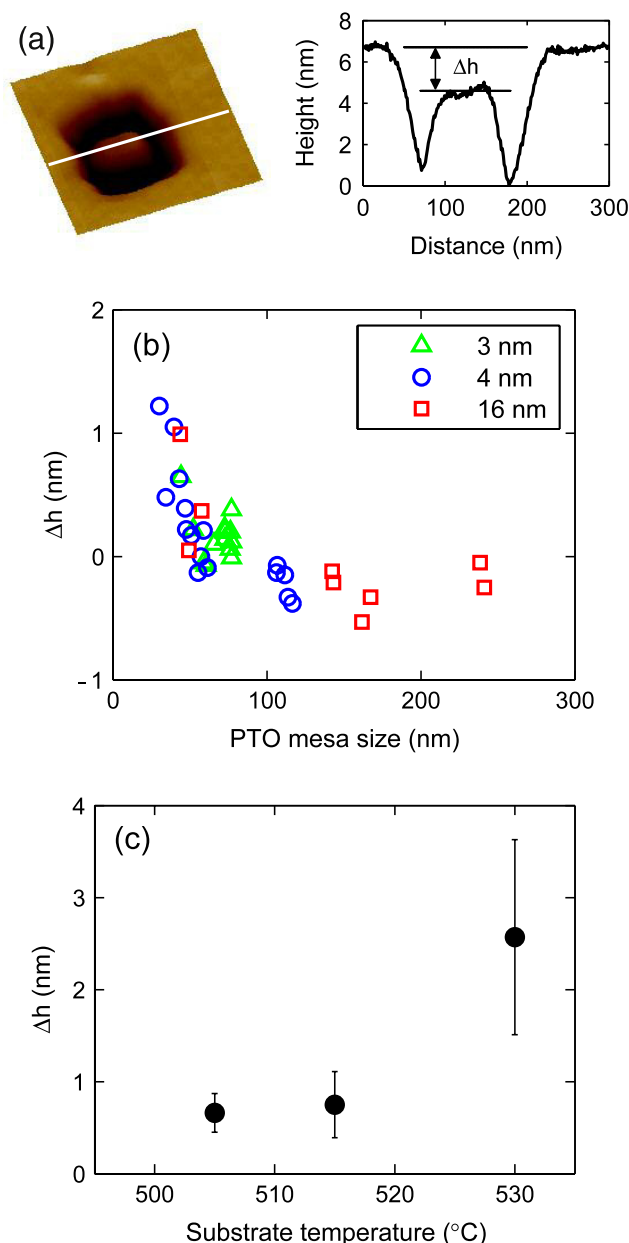 (a)
Height (nm)
8
6
4
2
0
Δh
0 100 200 300
Distance (nm)
(b)
3 nm
4 nm
16 nm
Δh (nm)
2
1
0
-1
0 100 200 300
PTO mesa size (nm)
(c)
Δh (nm)
4
3
2
1
0
500 510 520 530
Substrate temperature (°C)